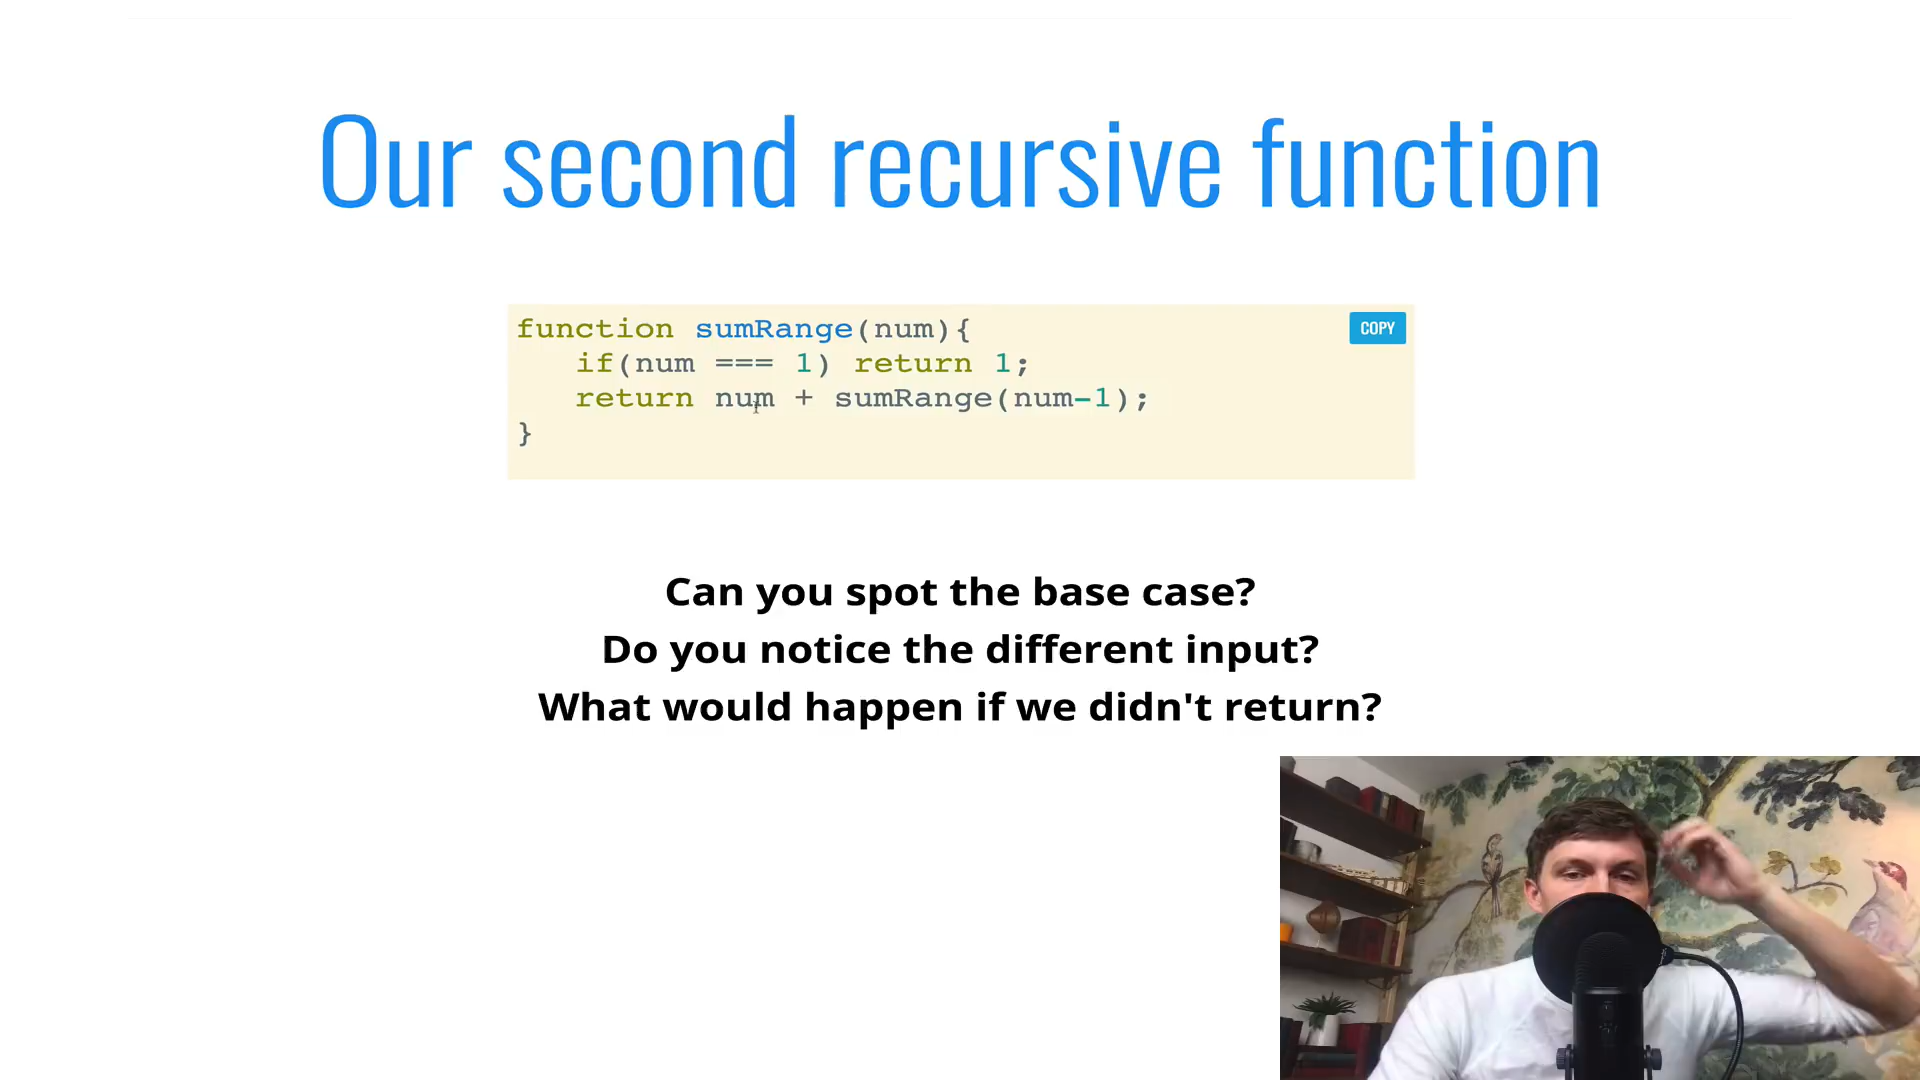 Our second recursive function
function sumRange(num){
   if(num === 1) return 1;
   return num + sumRange(num-1);
}
COPY
Can you spot the base case?
Do you notice the different input?
What would happen if we didn't return?